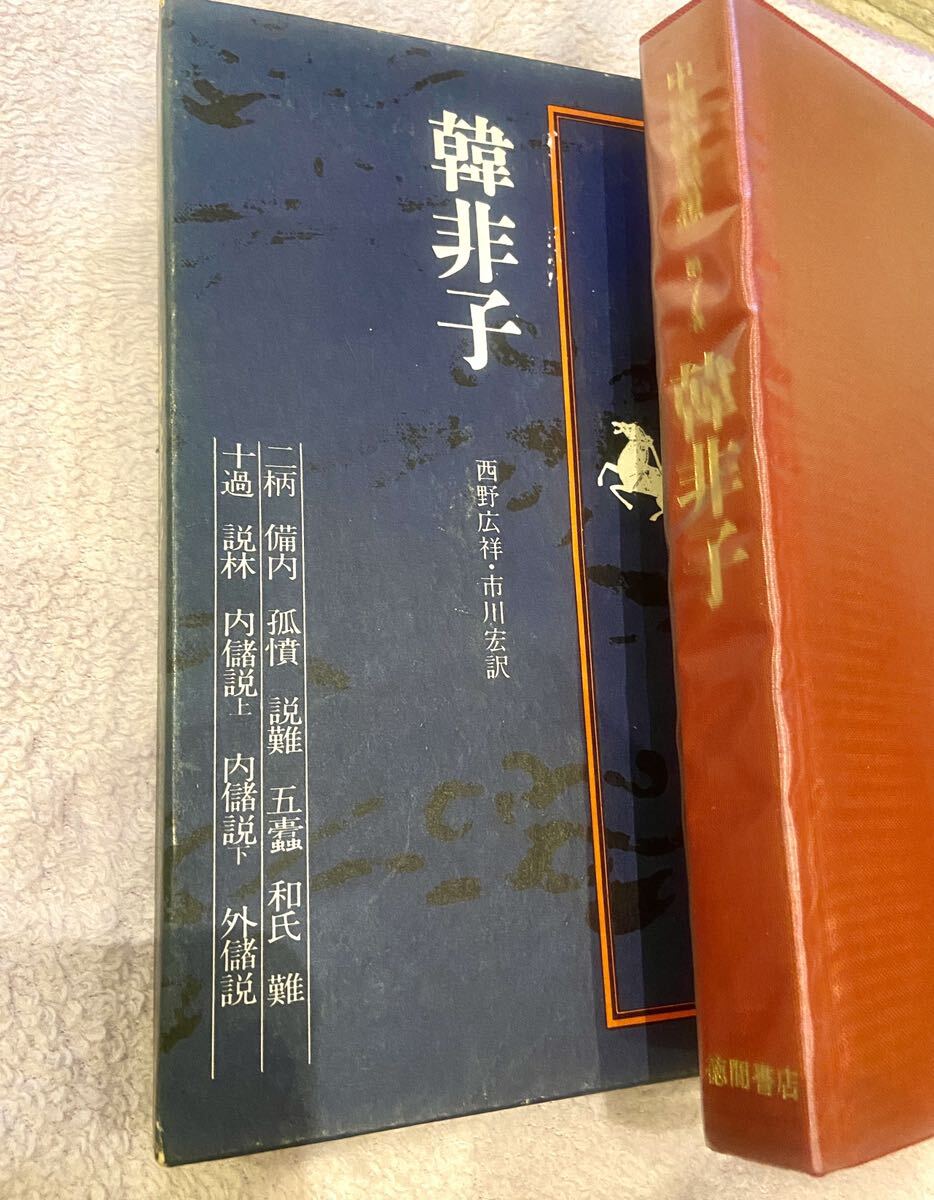 韓非子
西野広祥・市川宏訳
二柄 備内 孤憤 説難 五蠹 和氏 難
十過 説林 内儲説上 内儲説下 外儲説
韓非子
徳間書店